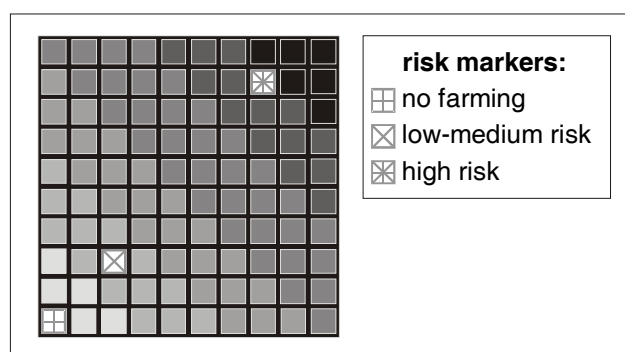 risk markers:
no farming
low-medium risk
high risk